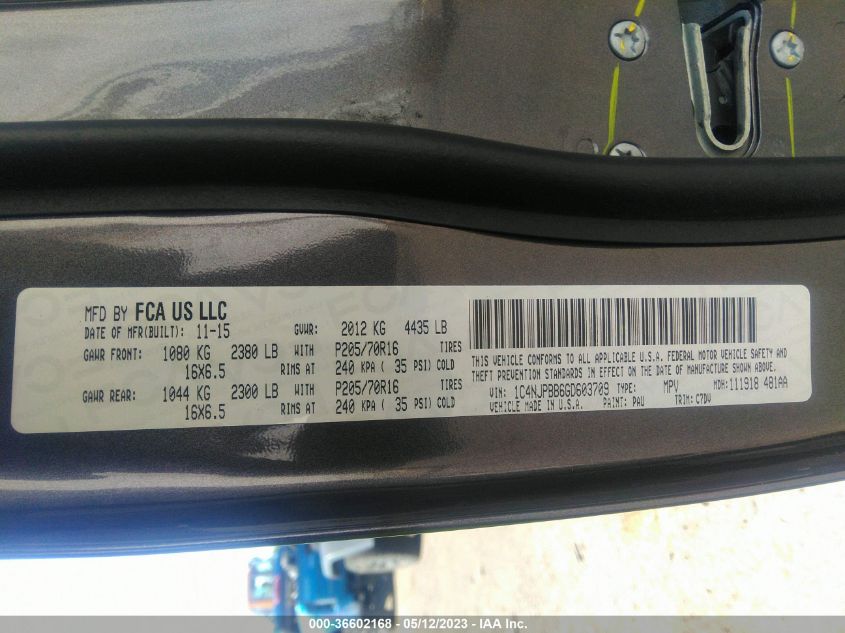 MFD BY FCA US LLC
DATE OF MFR(BUILT): 11-15 GVWR: 2012 KG 4435 LB
GAWR FRONT: 1080 KG 2380 LB WITH P205/70R16 TIRES
16X6.5 RIMS AT 240 KPA ( 35 PSI) COLD
GAWR REAR: 1044 KG 2300 LB WITH P205/70R16 TIRES
16X6.5 RIMS AT 240 KPA ( 35 PSI) COLD
THIS VEHICLE CONFORMS TO ALL APPLICABLE U.S.A. FEDERAL MOTOR VEHICLE SAFETY AND
THEFT PREVENTION STANDARDS IN EFFECT ON THE DATE OF MANUFACTURE SHOWN ABOVE.
VIN: 1C4NJPBB6GD603709 TYPE: MPV MDH: 111918 481AA
VEHICLE MADE IN U.S.A. PAINT: PAU TRIM: C7DV
000-36602168 - 05/12/2023 - IAA Inc.